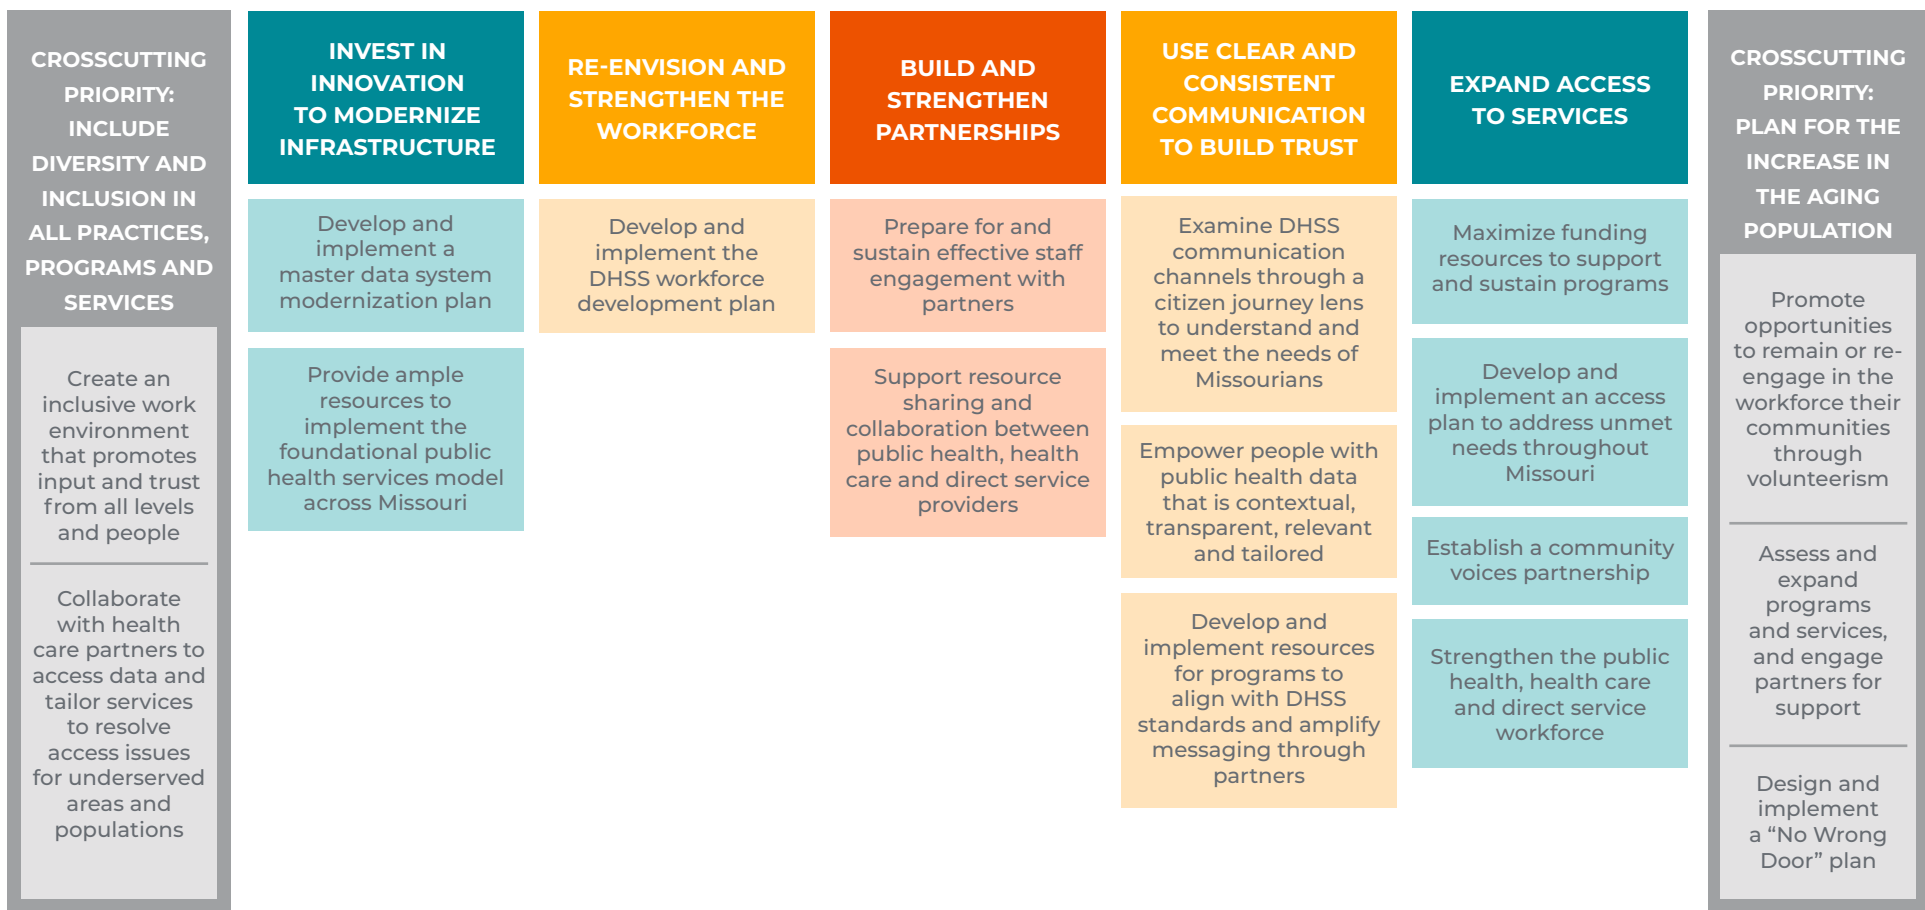 CROSSCUTTING
PRIORITY:
INCLUDE
DIVERSITY AND
INCLUSION IN
ALL PRACTICES,
PROGRAMS AND
SERVICES
Create an
inclusive work
environment
that promotes
input and trust
from all levels
and people
Collaborate
with health
care partners to
access data and
tailor services
to resolve
access issues
for underserved
areas and
populations
INVEST IN
INNOVATION
TO MODERNIZE
INFRASTRUCTURE
Develop and
implement a
master data system
modernization plan
Provide ample
resources to
implement the
foundational public
health services model
across Missouri
RE-ENVISION AND
STRENGTHEN THE
WORKFORCE
Develop and
implement the
DHSS workforce
development plan
BUILD AND
STRENGTHEN
PARTNERSHIPS
Prepare for and
sustain effective staff
engagement with
partners
Support resource
sharing and
collaboration between
public health, health
care and direct service
providers
USE CLEAR AND
CONSISTENT
COMMUNICATION
TO BUILD TRUST
Examine DHSS
communication
channels through a
citizen journey lens
to understand and
meet the needs of
Missourians
Empower people with
public health data
that is contextual,
transparent, relevant
and tailored
Develop and
implement resources
for programs to
align with DHSS
standards and amplify
messaging through
partners
EXPAND ACCESS
TO SERVICES
Maximize funding
resources to support
and sustain programs
Develop and
implement an access
plan to address unmet
needs throughout
Missouri
Establish a community
voices partnership
Strengthen the public
health, health care
and direct service
workforce
CROSSCUTTING
PRIORITY:
PLAN FOR THE
INCREASE IN
THE AGING
POPULATION
Promote
opportunities
to remain or re-
engage in the
workforce their
communities
through
volunteerism
Assess and
expand
programs
and services,
and engage
partners for
support
Design and
implement
a “No Wrong
Door” plan